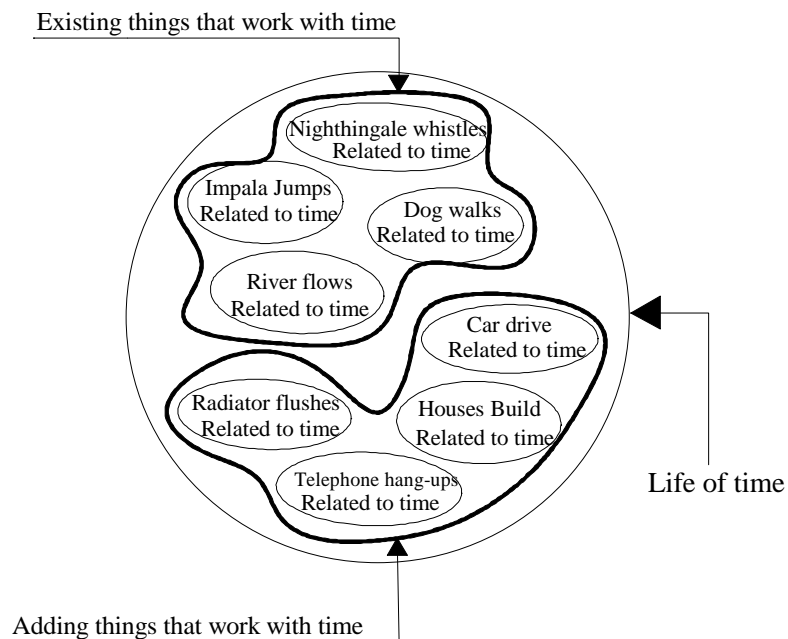 Existing things that work with time
Nighthingale whistles
Related to time
Impala Jumps
Related to time
Dog walks
Related to time
River flows
Related to time
Car drive
Related to time
Radiator flushes
Related to time
Houses Build
Related to time
Telephone hang-ups
Related to time
Life of time
Adding things that work with time